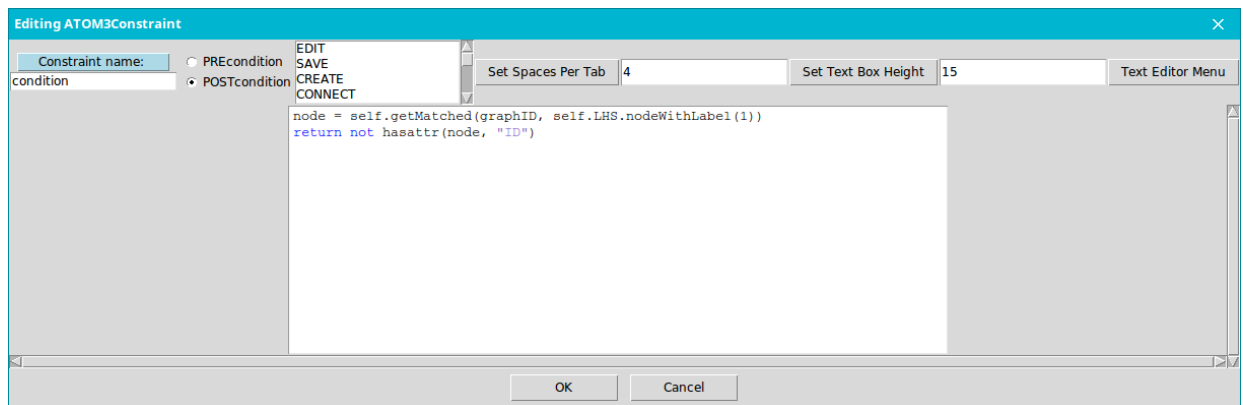 Editing ATOM3Constraint
Constraint name:
condition
PREcondition
POSTcondition
EDIT
SAVE
CREATE
CONNECT
Set Spaces Per Tab
4
Set Text Box Height
15
Text Editor Menu
node = self.getMatched(graphID, self.LHS.nodeWithLabel(1))
return not hasattr(node, "ID")
OK
Cancel